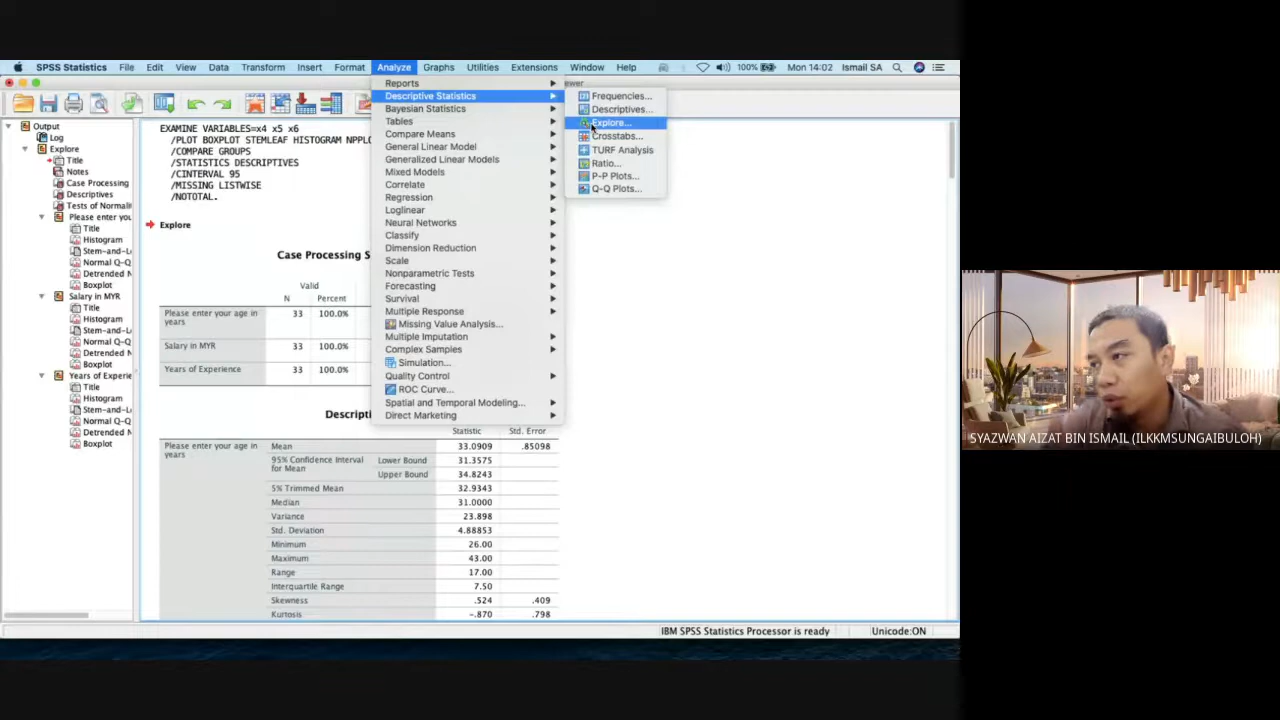 SPSS Statistics File Edit View Data Transform Insert Format Analyze Graphs Utilities Extensions Window Help 100% Mon 14:02 Ismail SA
ewer
Reports
Descriptive Statistics
Bayesian Statistics
Tables
Compare Means
General Linear Model
Generalized Linear Models
Mixed Models
Correlate
Regression
Loglinear
Neural Networks
Classify
Dimension Reduction
Scale
Nonparametric Tests
Forecasting
Survival
Multiple Response
Missing Value Analysis...
Multiple Imputation
Complex Samples
Simulation...
Quality Control
ROC Curve...
Spatial and Temporal Modeling...
Direct Marketing
Frequencies...
Descriptives...
Explore...
Crosstabs...
TURF Analysis
Ratio...
P-P Plots...
Q-Q Plots...
Output
Log
Explore
Title
Notes
Case Processing
Descriptives
Tests of Normali
Please enter you
Title
Histogram
Stem-and-L
Normal Q-Q
Detrended N
Boxplot
Salary in MYR
Title
Histogram
Stem-and-L
Normal Q-Q
Detrended N
Boxplot
Years of Experie
Title
Histogram
Stem-and-L
Normal Q-Q
Detrended N
Boxplot
EXAMINE VARIABLES=x4 x5 x6
/PLOT BOXPLOT STEMLEAF HISTOGRAM NPPLO
/COMPARE GROUPS
/STATISTICS DESCRIPTIVES
/CINTERVAL 95
/MISSING LISTWISE
/NOTOTAL.
Explore
Case Processing S
Valid
N Percent
Please enter your age in years 33 100.0%
Salary in MYR 33 100.0%
Years of Experience 33 100.0%
Descripti
Statistic Std. Error
Please enter your age in years Mean 33.0909 .85098
95% Confidence Interval for Mean Lower Bound 31.3575
Upper Bound 34.8243
5% Trimmed Mean 32.9343
Median 31.0000
Variance 23.898
Std. Deviation 4.88853
Minimum 26.00
Maximum 43.00
Range 17.00
Interquartile Range 7.50
Skewness .524 .409
Kurtosis -.870 .798
IBM SPSS Statistics Processor is ready Unicode:ON
SYAZWAN AIZAT BIN ISMAIL (ILKKMSUNGAIBULOH)